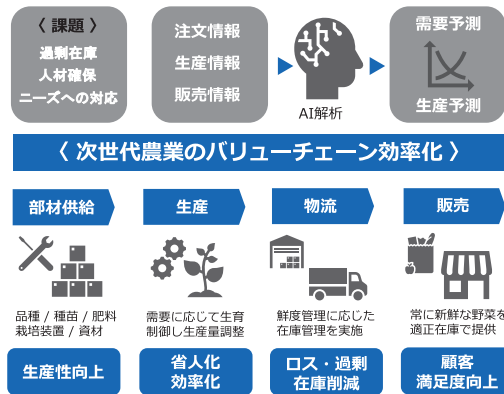 〈 課題 〉
過剰在庫
人材確保
ニーズへの対応
注文情報
生産情報
販売情報
AI解析
需要予測
生産予測
〈 次世代農業のバリューチェーン効率化 〉
部材供給
生産
物流
販売
品種 / 種苗 / 肥料
栽培装置 / 資材
需要に応じて生育
制御し生産量調整
鮮度管理に応じた
在庫管理を実施
常に新鮮な野菜を
適正在庫で提供
生産性向上
省人化
効率化
ロス・過剰
在庫削減
顧客
満足度向上